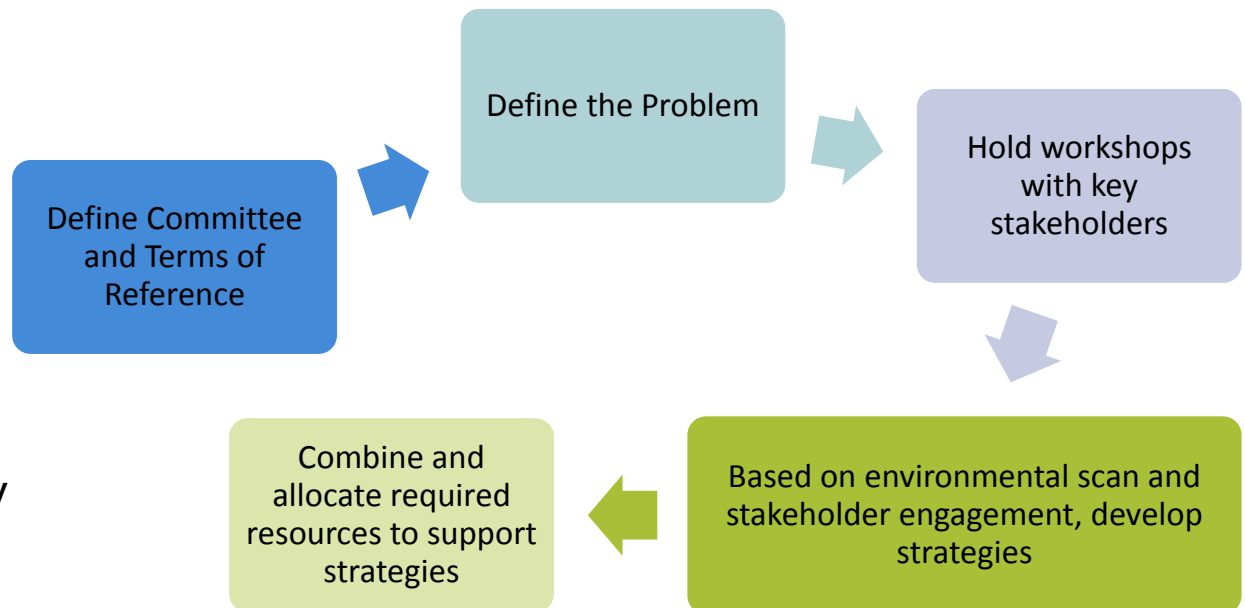 Define Committee
and Terms of
Reference
Define the Problem
Hold workshops
with key
stakeholders
Based on environmental scan and
stakeholder engagement, develop
strategies
Combine and
allocate required
resources to support
strategies
y